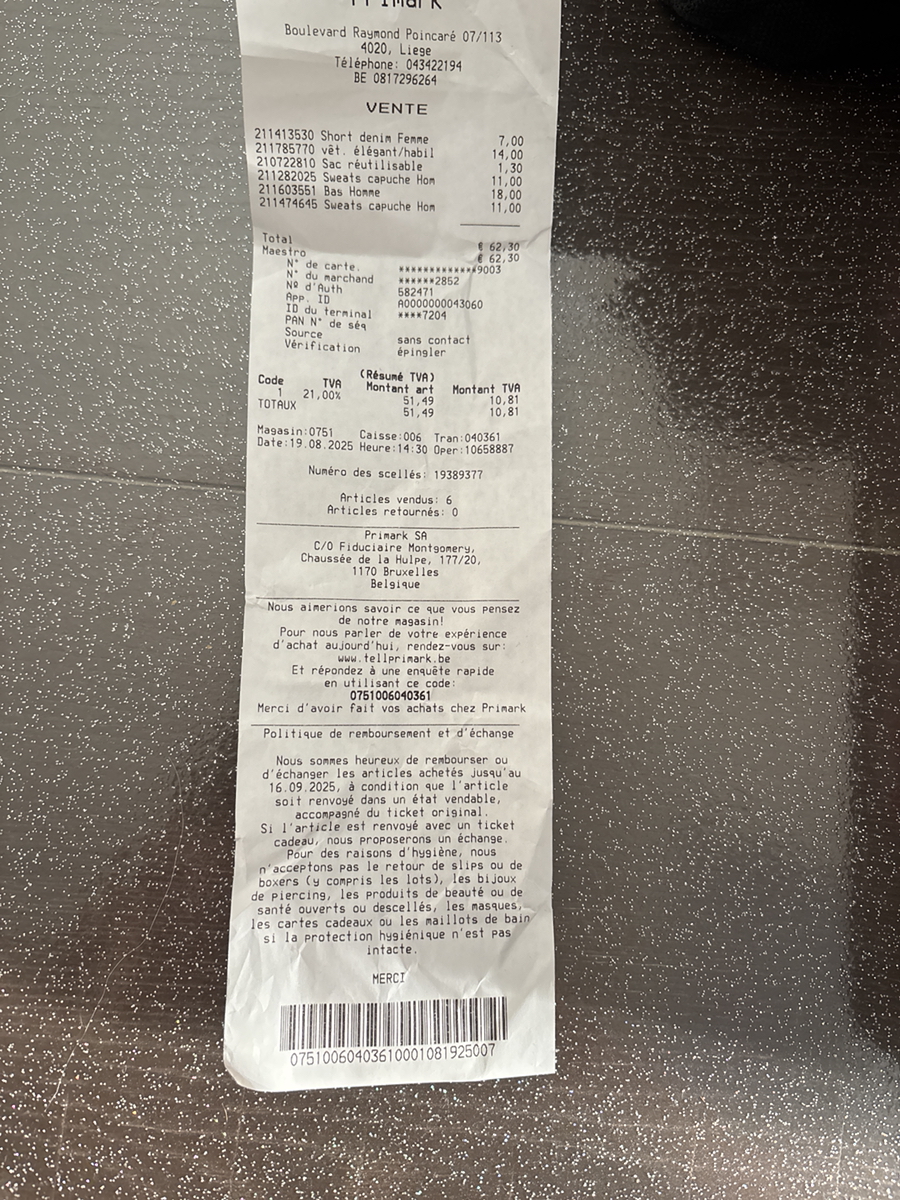 Primark
Boulevard Raymond Poincaré 07/113
4020, Liege
Téléphone: 043422194
BE 0817296264
VENTE
211413530 Short denim Femme 7,00
211785770 vêt. élégant/habil 14,00
210722810 Sac réutilisable 1,30
211282025 Sweats capuche Hom 11,00
211603551 Bas Homme 18,00
211474645 Sweats capuche Hom 11,00
Total € 62,30
Maestro € 62,30
N° de carte. ************9003
N° du marchand ******2852
Nº d'Auth 582471
App. ID A0000000043060
ID du terminal ****7204
PAN N° de séq
Source sans contact
Vérification épingler
(Résumé TVA)
Code TVA Montant art Montant TVA
1 21,00% 51,49 10,81
TOTAUX 51,49 10,81
Magasin:0751 Caisse:006 Tran:040361
Date:19.08.2025 Heure:14:30 Oper:10658887
Numéro des scellés: 19389377
Articles vendus: 6
Articles retournés: 0
Primark SA
C/O Fiduciaire Montgomery,
Chaussée de la Hulpe, 177/20,
1170 Bruxelles
Belgique
Nous aimerions savoir ce que vous pensez
de notre magasin!
Pour nous parler de votre expérience
d'achat aujourd'hui, rendez-vous sur:
www.tellprimark.be
Et répondez à une enquête rapide
en utilisant ce code:
0751006040361
Merci d'avoir fait vos achats chez Primark
Politique de remboursement et d'échange
Nous sommes heureux de rembourser ou
d'échanger les articles achetés jusqu'au
16.09.2025, à condition que l'article
soit renvoyé dans un état vendable,
accompagné du ticket original.
Si l'article est renvoyé avec un ticket
cadeau, nous proposerons un échange.
Pour des raisons d'hygiène, nous
n'acceptons pas le retour de slips ou de
boxers (y compris les lots), les bijoux
de piercing, les produits de beauté ou de
santé ouverts ou descellés, les masques,
les cartes cadeaux ou les maillots de bain
si la protection hygiénique n'est pas
intacte.
MERCI
07510060403610001081925007